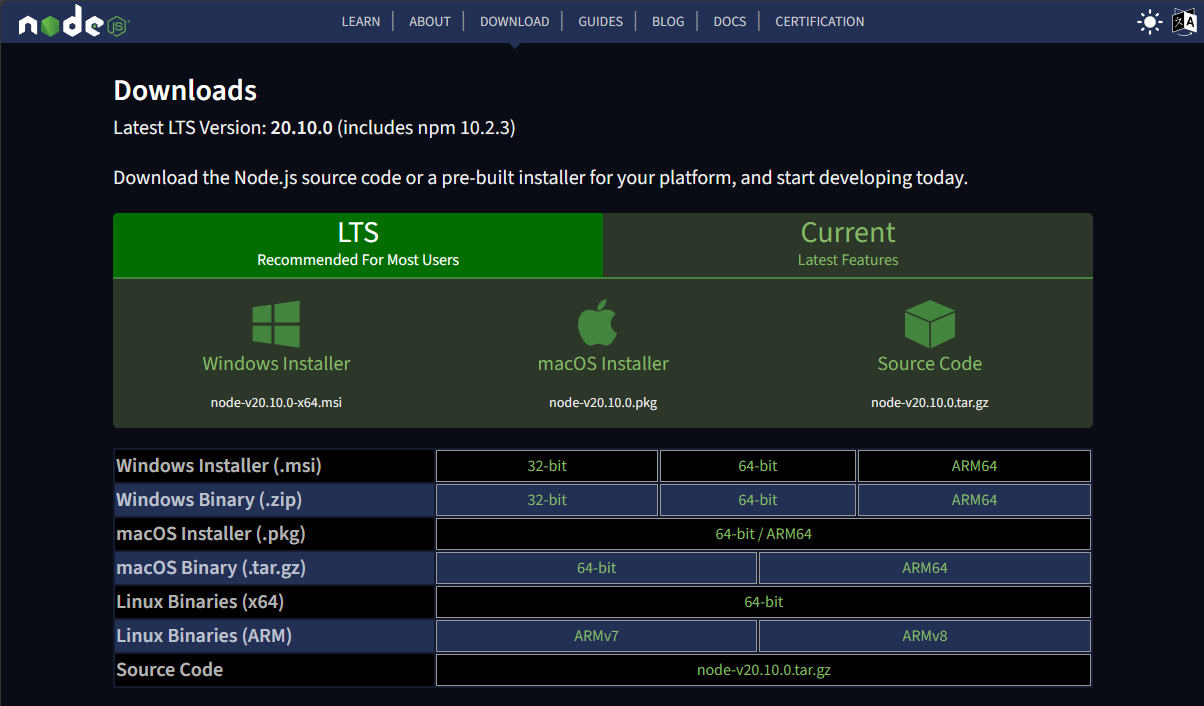 node JS
LEARN ABOUT DOWNLOAD GUIDES BLOG DOCS CERTIFICATION
Downloads
Latest LTS Version: 20.10.0 (includes npm 10.2.3)
Download the Node.js source code or a pre-built installer for your platform, and start developing today.
LTS
Recommended For Most Users
Current
Latest Features
Windows Installer
node-v20.10.0-x64.msi
macOS Installer
node-v20.10.0.pkg
Source Code
node-v20.10.0.tar.gz
Windows Installer (.msi) 32-bit 64-bit ARM64
Windows Binary (.zip) 32-bit 64-bit ARM64
macOS Installer (.pkg) 64-bit / ARM64
macOS Binary (.tar.gz) 64-bit ARM64
Linux Binaries (x64) 64-bit
Linux Binaries (ARM) ARMv7 ARMv8
Source Code node-v20.10.0.tar.gz